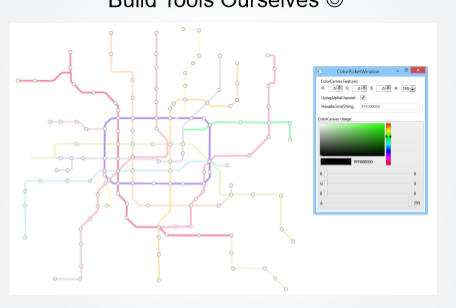 Build Tools Ourselves ☺
ColorPicketWindow
ColorCanvas Features
R: 0 G: 0 B: 0 A: 255
UsingAlphaChannel:
HexadecimalString: #FF000000
ColorCanvas Usage:
#FF000000
R 0
G 0
B 0
A 255